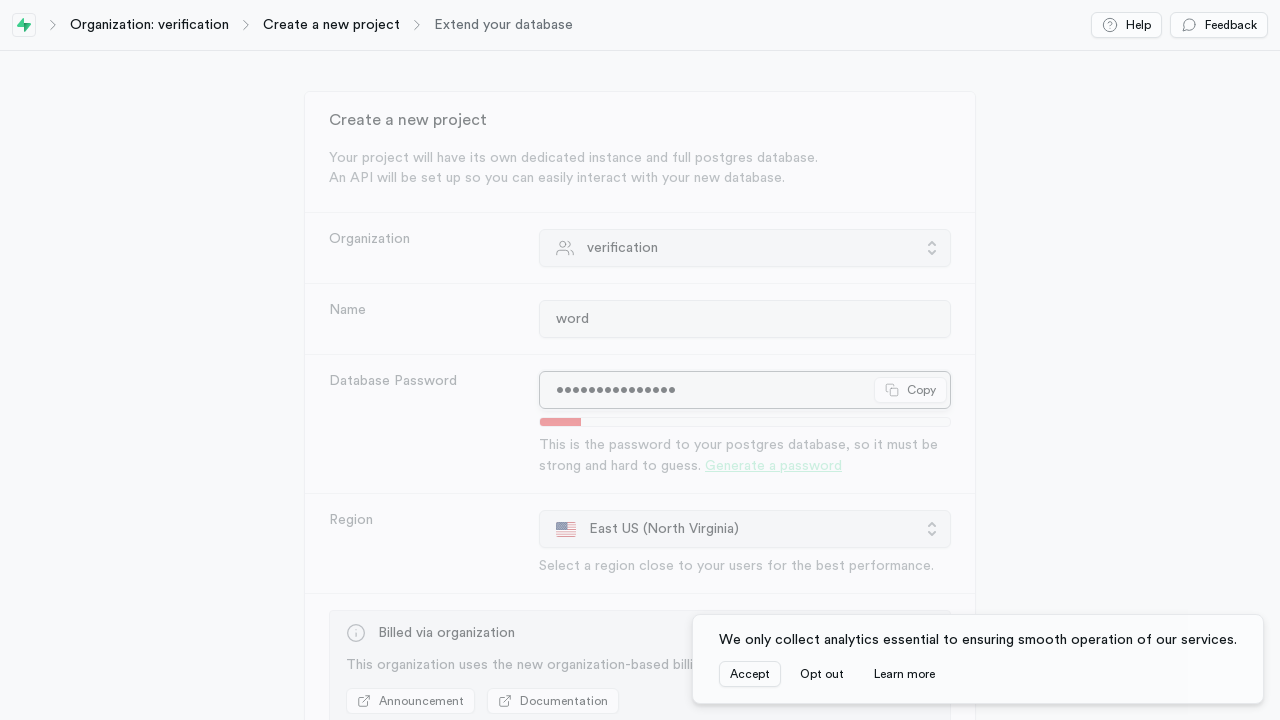 Organization: verification
Create a new project
Extend your database
Help
Feedback
Create a new project
Your project will have its own dedicated instance and full postgres database.
An API will be set up so you can easily interact with your new database.
Organization
verification
Name
word
Database Password
•••••••••••••••
Copy
This is the password to your postgres database, so it must be
strong and hard to guess. Generate a password
Region
East US (North Virginia)
Select a region close to your users for the best performance.
Billed via organization
This organization uses the new organization-based
Announcement
Documentation
We only collect analytics essential to ensuring smooth operation of our services.
Accept
Opt out
Learn more